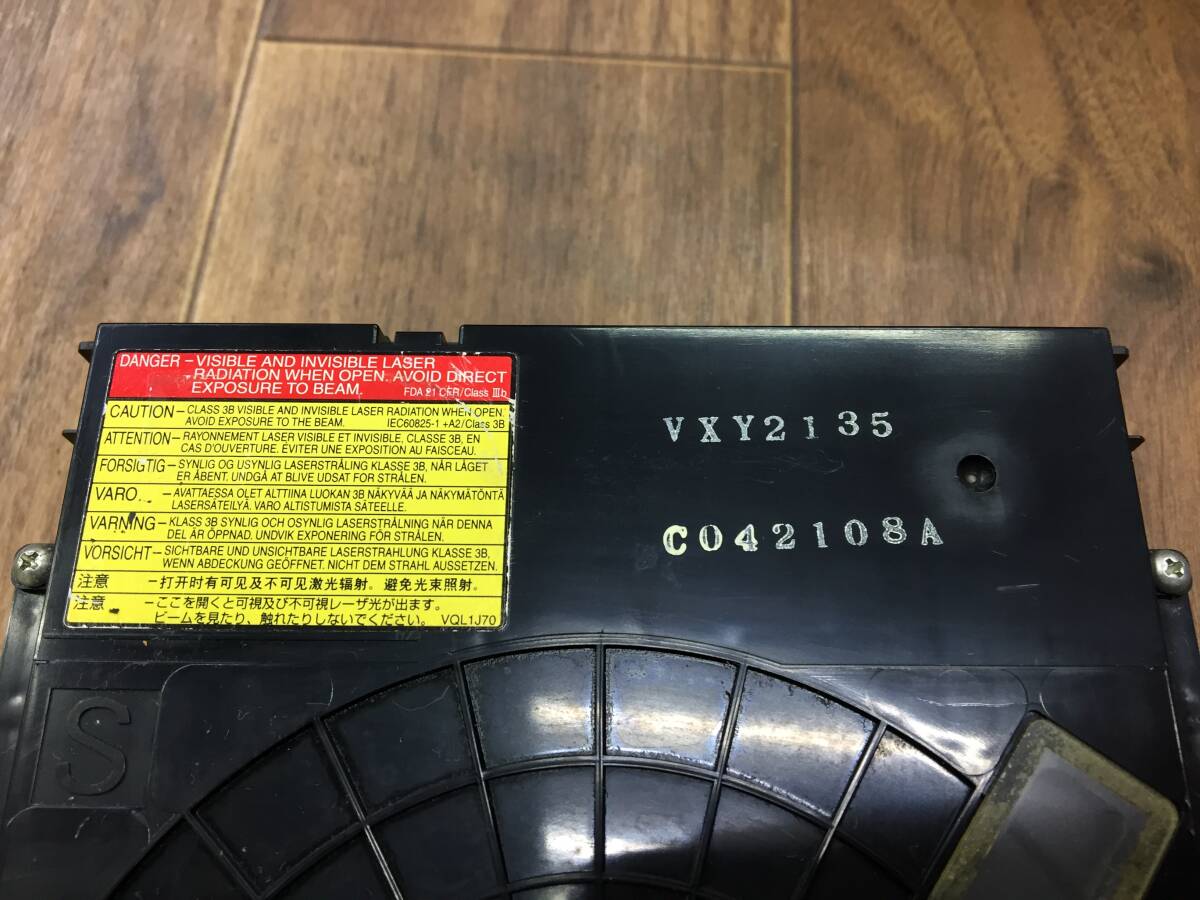 DANGER – VISIBLE AND INVISIBLE LASER
- RADIATION WHEN OPEN. AVOID DIRECT
EXPOSURE TO BEAM.
FDA 21 CFR/Class Ⅲb
CAUTION – CLASS 3B VISIBLE AND INVISIBLE LASER RADIATION WHEN OPEN.
AVOID EXPOSURE TO THE BEAM. IEC60825-1 +A2/Class 3B
ATTENTION – RAYONNEMENT LASER VISIBLE ET INVISIBLE, CLASSE 3B, EN
CAS D'OUVERTURE. ÉVITER UNE EXPOSITION AU FAISCEAU.
FORSIGTIG – SYNLIG OG USYNLIG LASERSTRÅLING KLASSE 3B, NÅR LÅGET
ER ÅBENT. UNDGÅ AT BLIVE UDSAT FOR STRÅLEN.
VARO. – AVATTAESSA OLET ALTTIINA LUOKAN 3B NÄKYVÄÄ JA NÄKYMÄTÖNTÄ
LASERSÄTEILYÄ. VARO ALTISTUMISTA SÄTEELLE.
VARNING – KLASS 3B SYNLIG OCH OSYNLIG LASERSTRÅLNING NÄR DENNA
DEL ÄR ÖPPNAD. UNDVIK EXPONERING FÖR STRÅLEN.
VORSICHT – SICHTBARE UND UNSICHTBARE LASERSTRAHLUNG KLASSE 3B,
WENN ABDECKUNG GEÖFFNET. NICHT DEM STRAHL AUSSETZEN.
注意 – 打开时有可见及不可见激光辐射。避免光束照射。
注意 – ここを開くと可視及び不可視レーザ光が出ます。
ビームを見たり、触れたりしないでください。 VQL1J70
VXY2135
C042108A
S